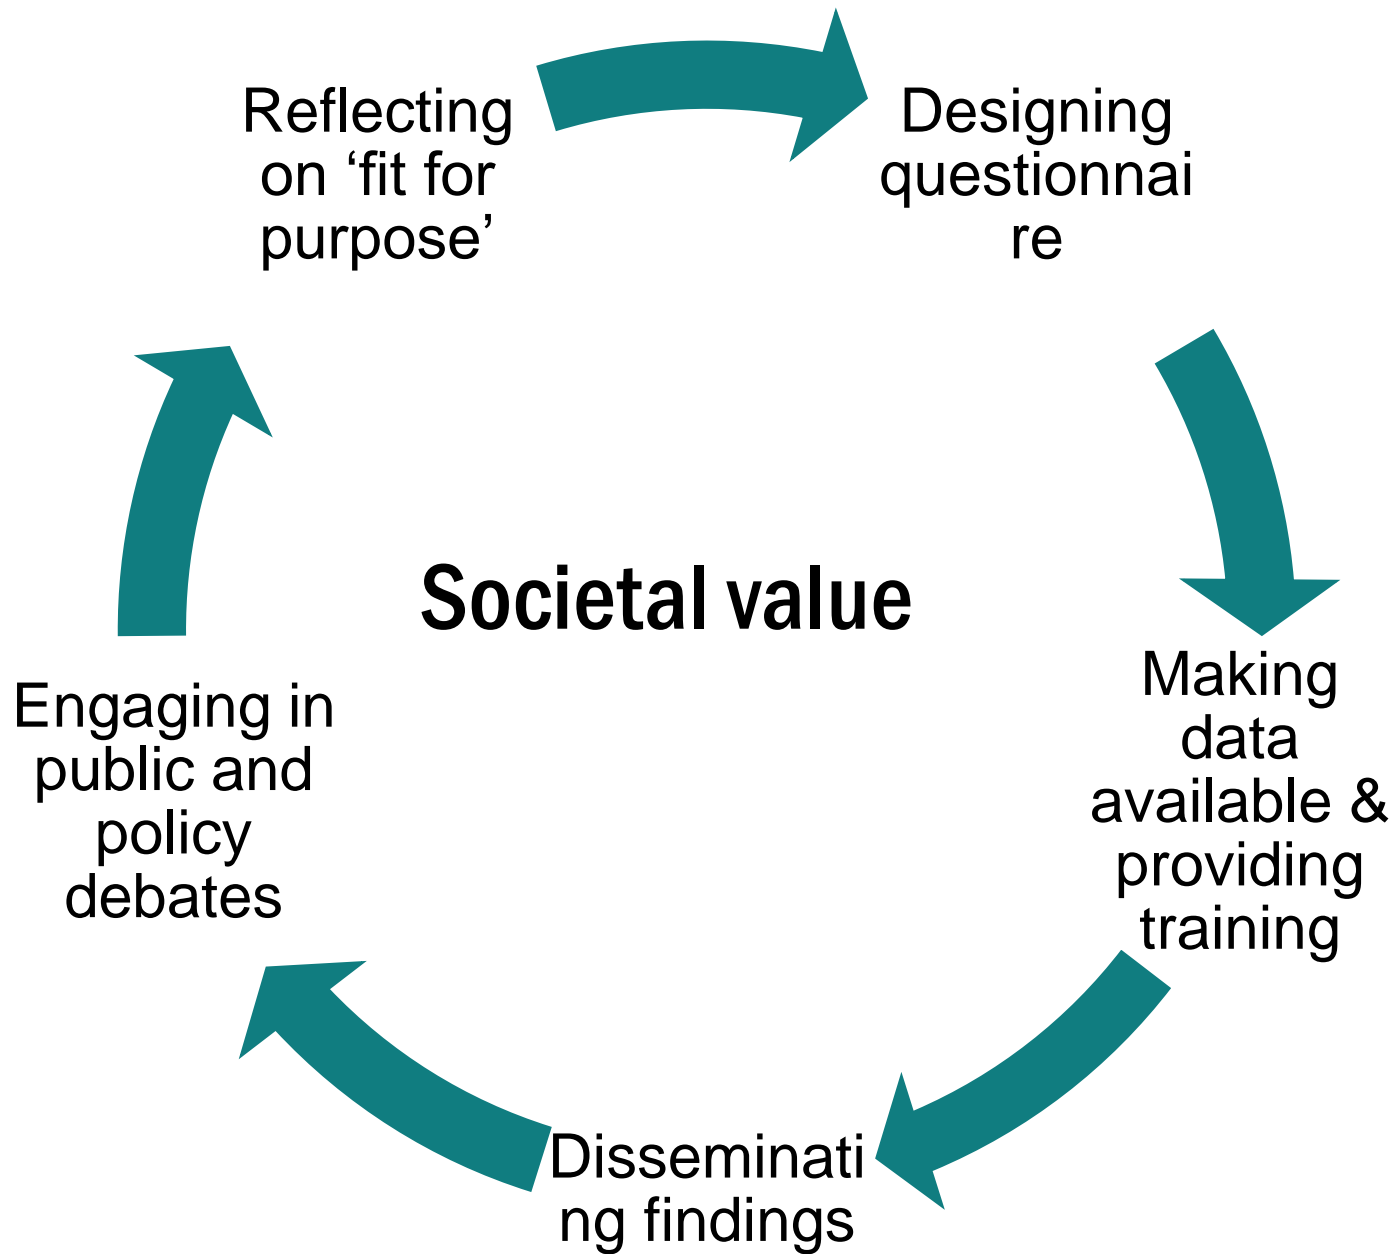 Reflecting
on ‘fit for
purpose’
Designing
questionnai
re
Societal value
Making
data
available &
providing
training
Disseminati
ng findings
Engaging in
public and
policy
debates